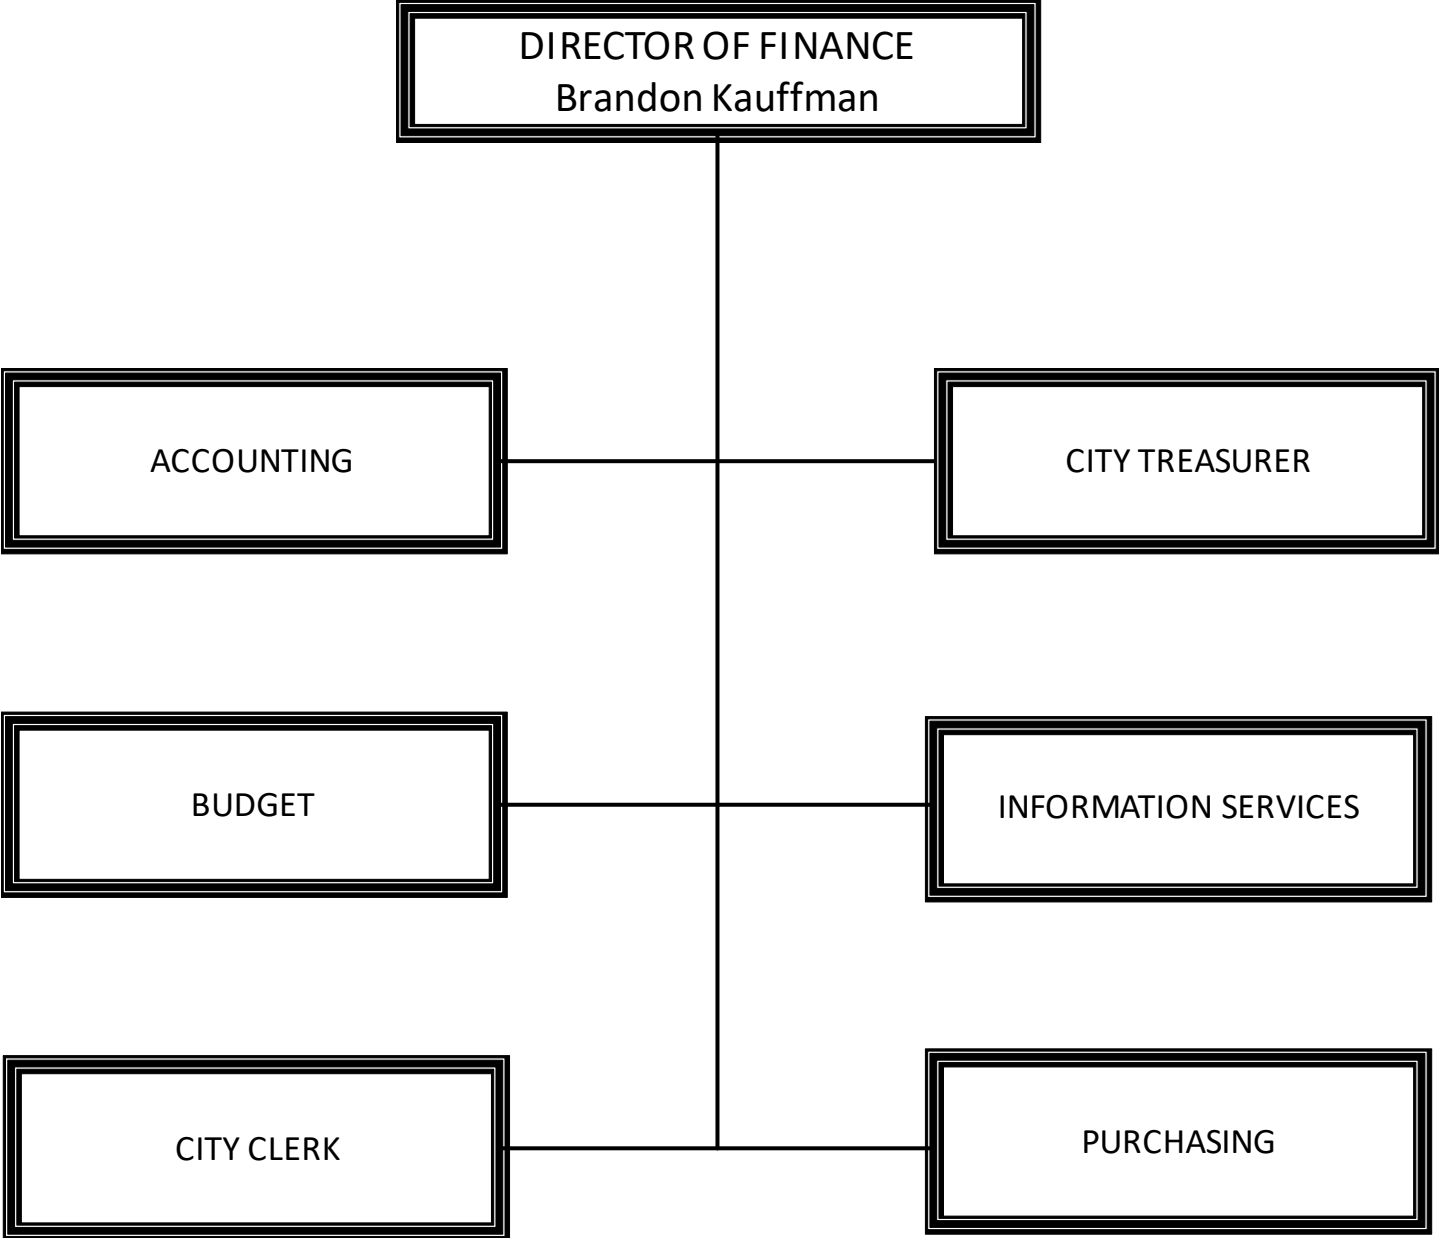 DIRECTOR OF FINANCE
Brandon Kauffman
ACCOUNTING
CITY TREASURER
BUDGET
INFORMATION SERVICES
CITY CLERK
PURCHASING